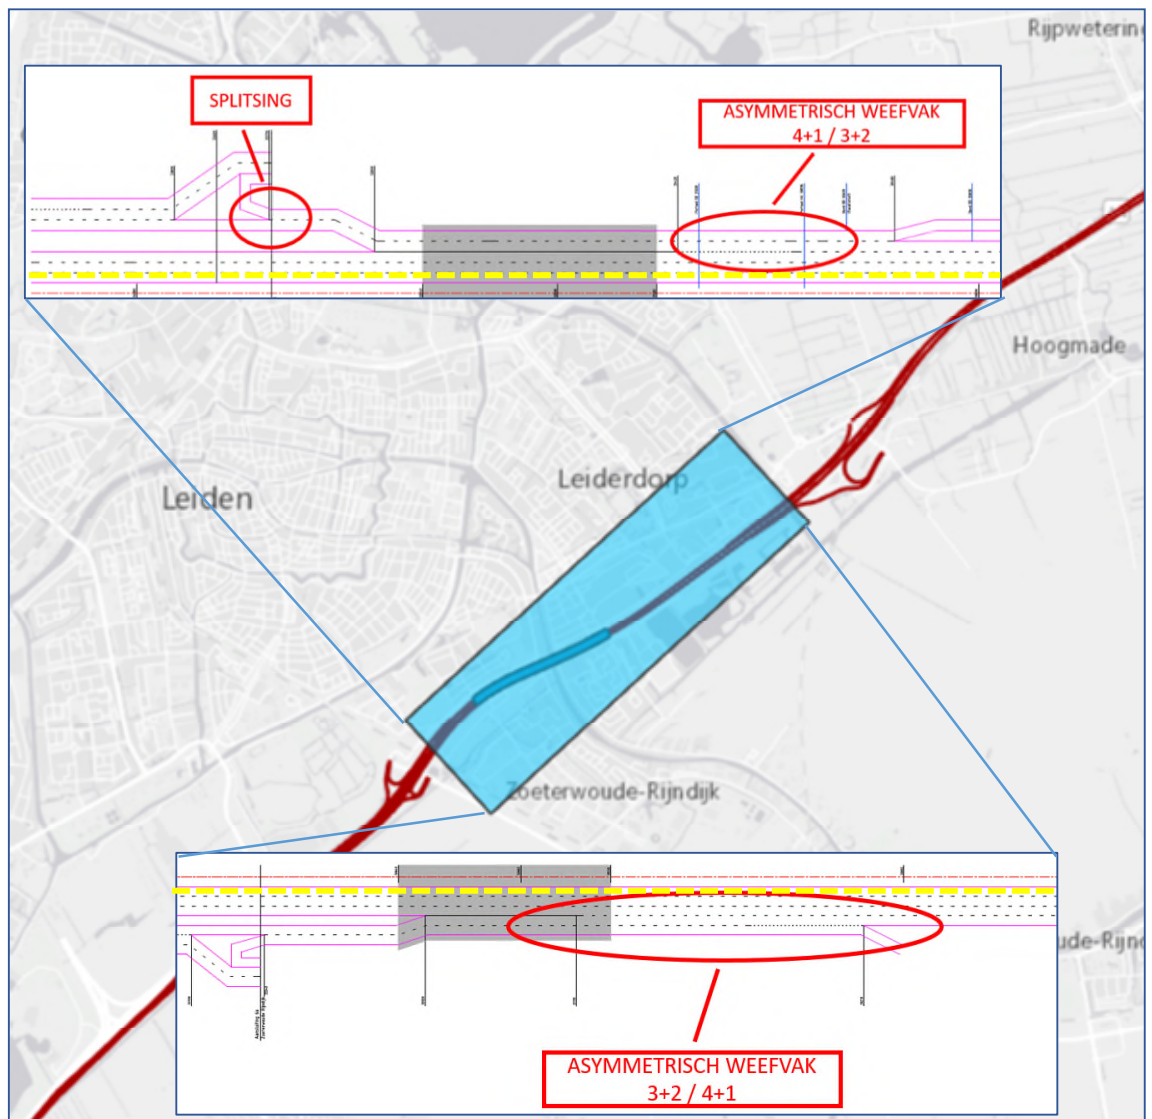 Rijpwetering
SPLITSING
ASYMMETRISCH WEEFVAK
4+1 / 3+2
Hoogmade
Leiderdorp
Leiden
Zoeterwoude-Rijndijk
ude-Rijnd
ASYMMETRISCH WEEFVAK
3+2 / 4+1